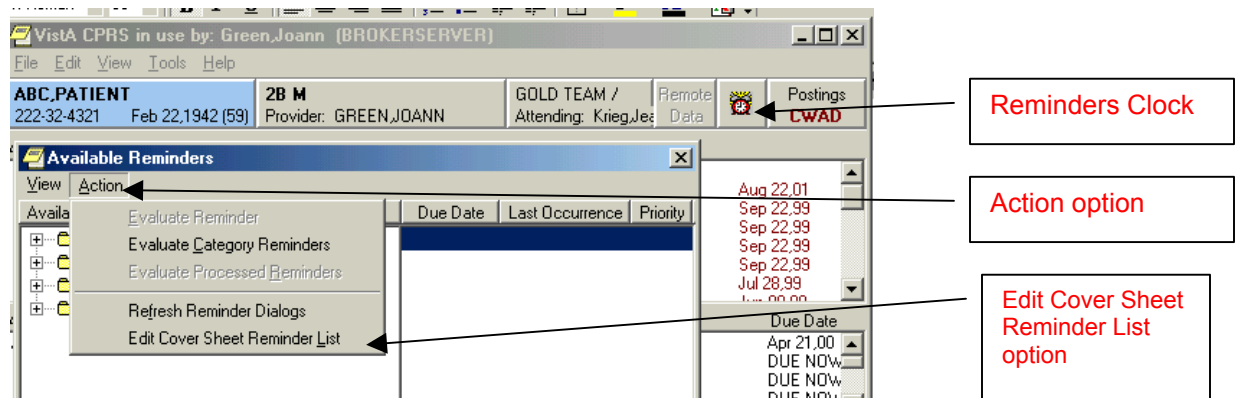 VistA CPRS in use by: Green,Joann (BROKERSERVER)
File Edit View Tools Help
ABC,PATIENT
222-32-4321 Feb 22,1942 (59)
2B M
Provider: GREEN,JOANN
GOLD TEAM /
Attending: Krieg,Jea
Remote
Data
Postings
CWAD
Reminders Clock
Available Reminders
View Action
Availa Due Date Last Occurrence Priority
Evaluate Reminder
Evaluate Category Reminders
Evaluate Processed Reminders
Refresh Reminder Dialogs
Edit Cover Sheet Reminder List
Aug 22,01
Sep 22,99
Sep 22,99
Sep 22,99
Sep 22,99
Jul 28,99
Due Date
Apr 21,00
DUE NOW
DUE NOW
DUE NOW
Action option
Edit Cover Sheet
Reminder List
option